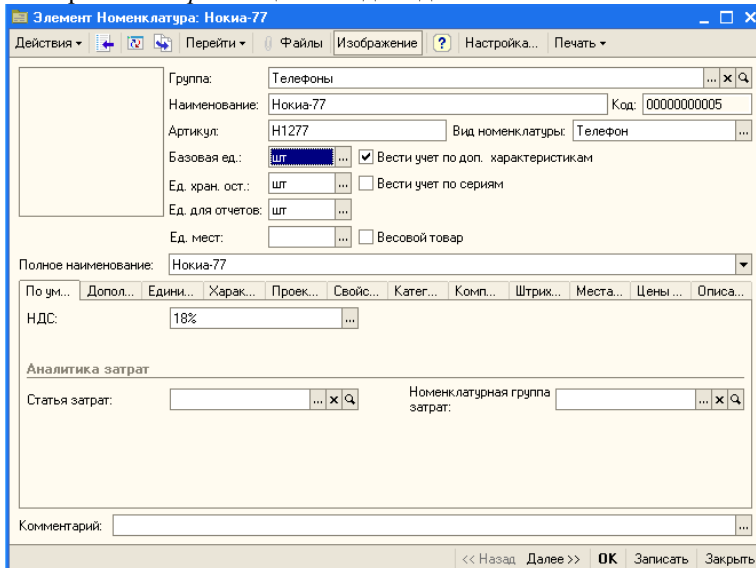 Элемент Номенклатура: Нокиа-77
Действия Перейти Файлы Изображение ? Настройка... Печать
Группа: Телефоны ... x
Наименование: Нокиа-77 Код: 00000000005
Артикул: Н1277 Вид номенклатуры: Телефон ...
Базовая ед.: шт ... Вести учет по доп. характеристикам
Ед. хран. ост.: шт ... Вести учет по сериям
Ед. для отчетов: шт ...
Ед. мест: ... Весовой товар
Полное наименование: Нокиа-77
По ум... Допол... Едини... Харак... Проек... Свойс... Катег... Комп... Штрих... Места... Цены ... Описа...
НДС: 18% ...
Аналитика затрат
Статья затрат: ... x Номенклатурная группа затрат: ... x
Комментарий: ...
<< Назад Далее >> OK Записать Закрыть